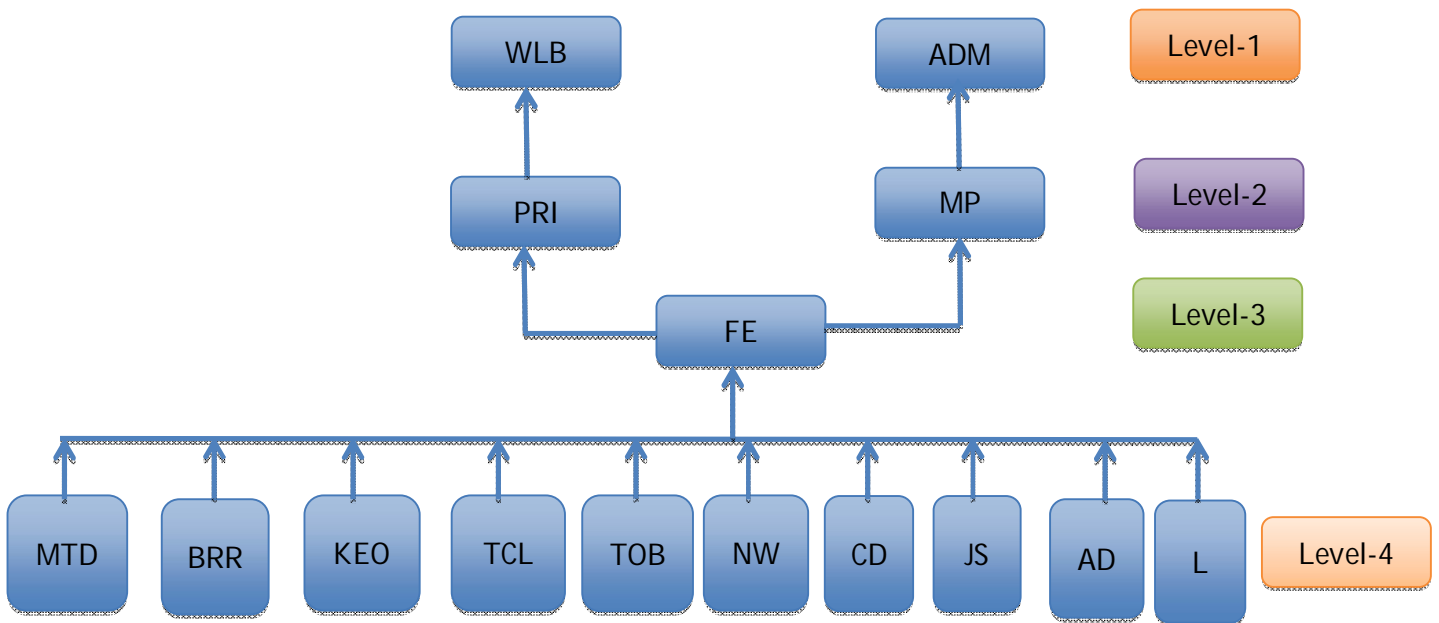 WLB
ADM
Level-1
PRI
MP
Level-2
FE
Level-3
MTD
BRR
KEO
TCL
TOB
NW
CD
JS
AD
L
Level-4